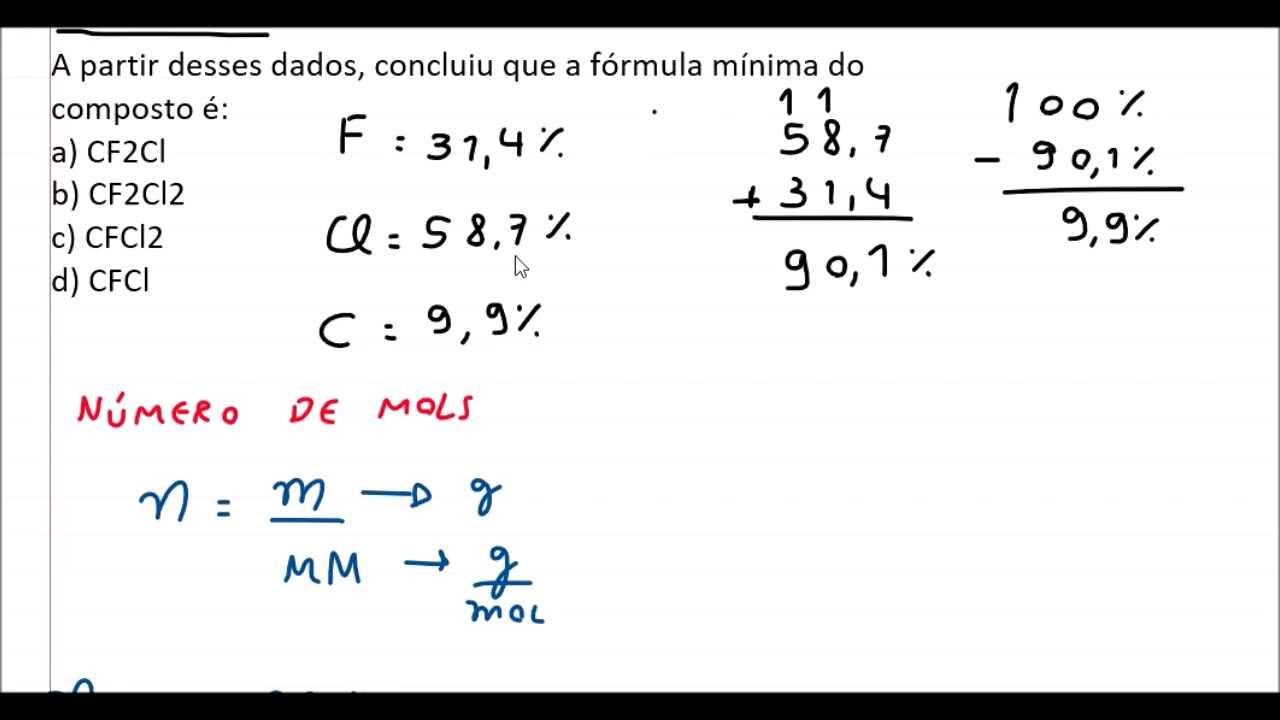 A partir desses dados, concluiu que a fórmula mínima do
composto é:
a) CF2Cl
b) CF2Cl2
c) CFCl2
d) CFCl
F = 31,4%
Cl = 58,7%
C = 9,9%
1 1
58,7
+ 31,4
90,1%
100%
- 90,1%
9,9%
NÚMERO DE MOLS
n = m → g
MM → g
mol